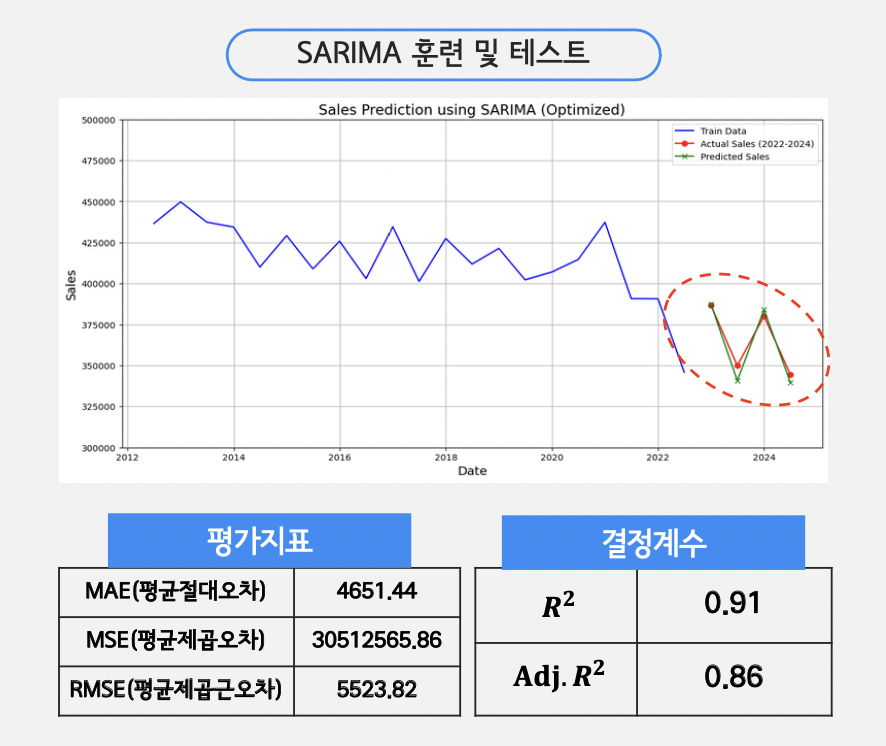 SARIMA 훈련 및 테스트
Sales Prediction using SARIMA (Optimized)
Train Data
Actual Sales (2022-2024)
Predicted Sales
500000
475000
450000
425000
400000
375000
350000
325000
300000
Sales
2012 2014 2016 2018 2020 2022 2024
Date
평가지표
MAE(평균절대오차) 4651.44
MSE(평균제곱오차) 30512565.86
RMSE(평균제곱근오차) 5523.82
결정계수
R² 0.91
Adj. R² 0.86